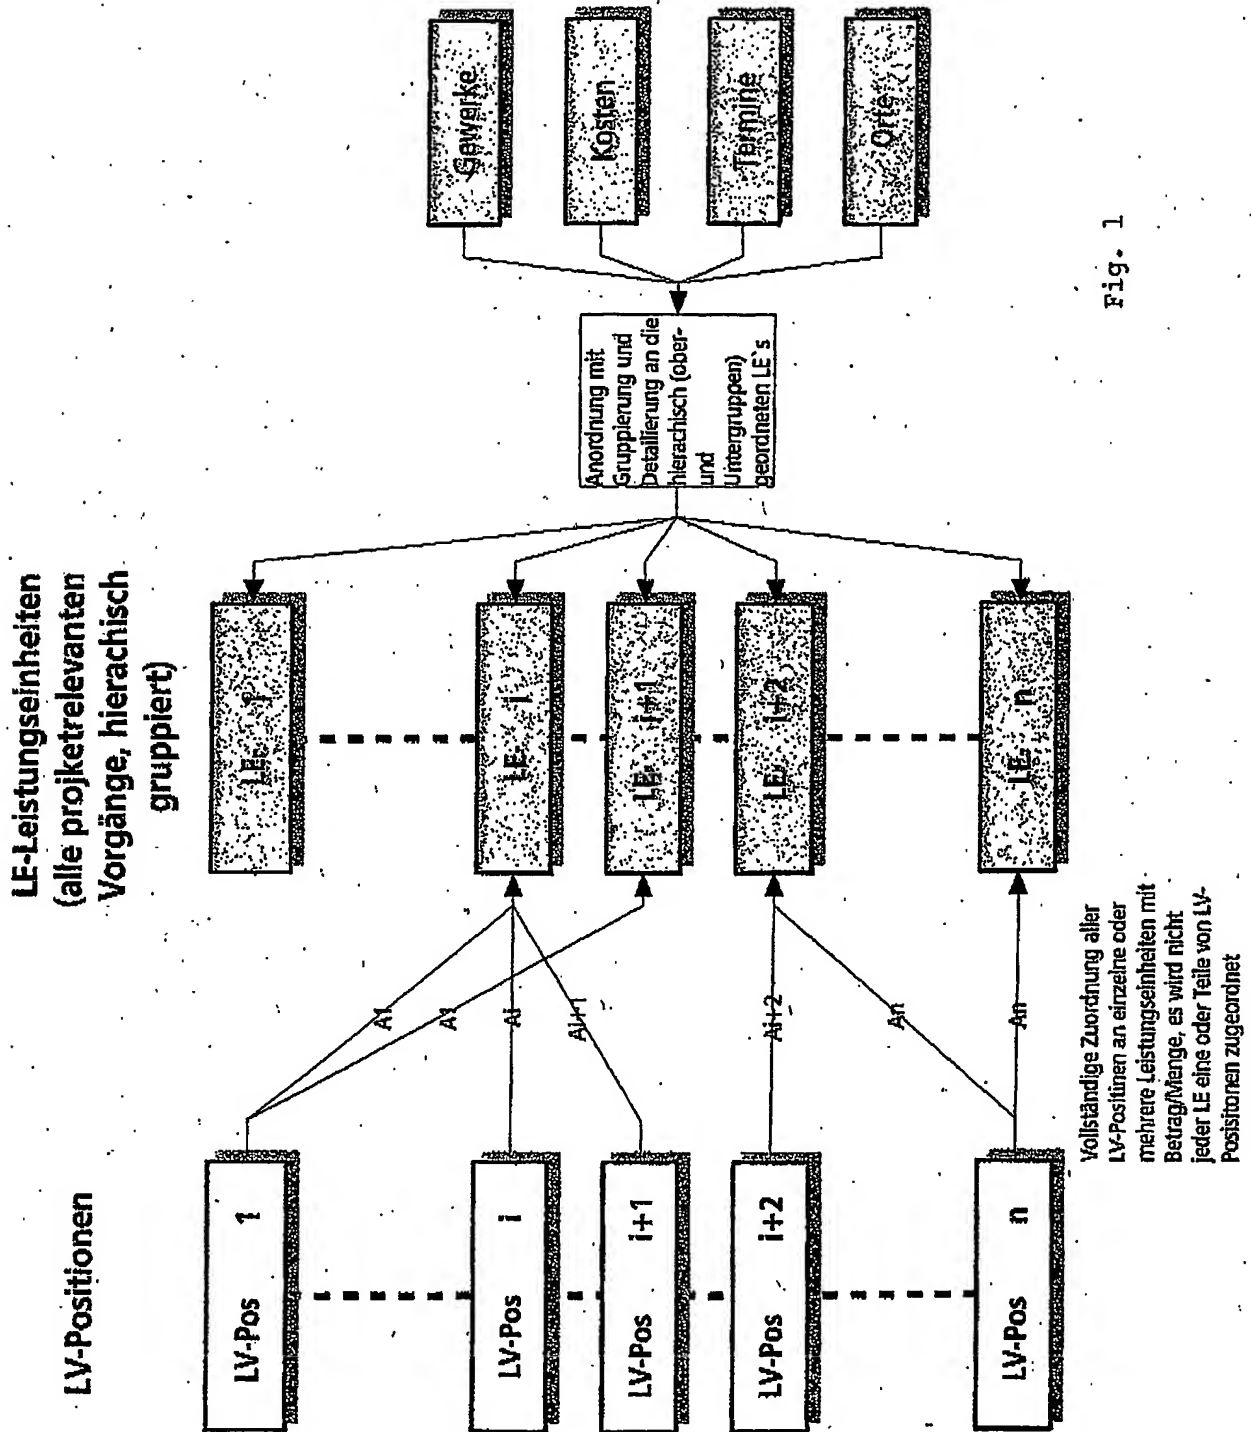 LV-Positionen
LE-Leistungseinheiten
(alle projketrelevanten
Vorgänge, hierachisch
gruppiert)
LV-Pos 1
LV-Pos i
LV-Pos i+1
LV-Pos i+2
LV-Pos n
A1
A1
Ai
Ai+1
Ai+2
An
An
LE 1
LE i
LE i+1
LE i+2
LE n
Anordnung mit
Gruppierung und
Detaillierung an die
hierachisch (ober-
und
Untergruppen)
geordneten LE`s
Gewerke
Kosten
Termine
Orte
Vollständige Zuordnung aller
LV-Positinen an einzelne oder
mehrere Leistungseinheiten mit
Betrag/Menge, es wird nicht
jeder LE eine oder Teile von LV-
Posisitonen zugeordnet
Fig. 1